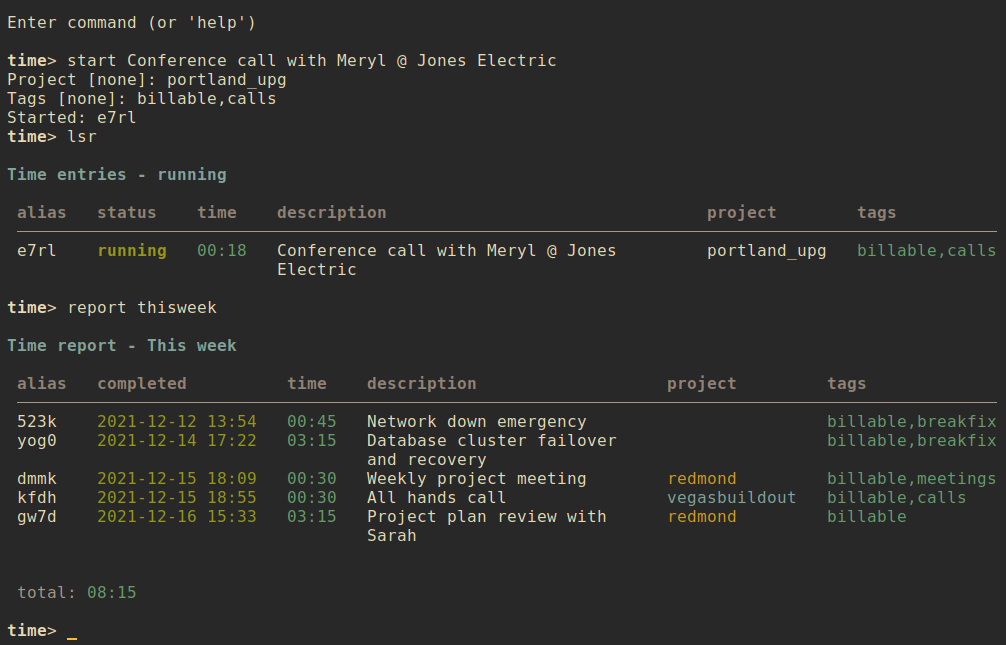 Enter command (or 'help')
time> start Conference call with Meryl @ Jones Electric
Project [none]: portland_upg
Tags [none]: billable,calls
Started: e7rl
time> lsr
Time entries - running
alias status time description project tags
e7rl running 00:18 Conference call with Meryl @ Jones portland_upg billable,calls
Electric
time> report thisweek
Time report - This week
alias completed time description project tags
523k 2021-12-12 13:54 00:45 Network down emergency billable,breakfix
yog0 2021-12-14 17:22 03:15 Database cluster failover billable,breakfix
and recovery
dmmk 2021-12-15 18:09 00:30 Weekly project meeting redmond billable,meetings
kfdh 2021-12-15 18:55 00:30 All hands call vegasbuildout billable,calls
gw7d 2021-12-16 15:33 03:15 Project plan review with redmond billable
Sarah
total: 08:15
time> _